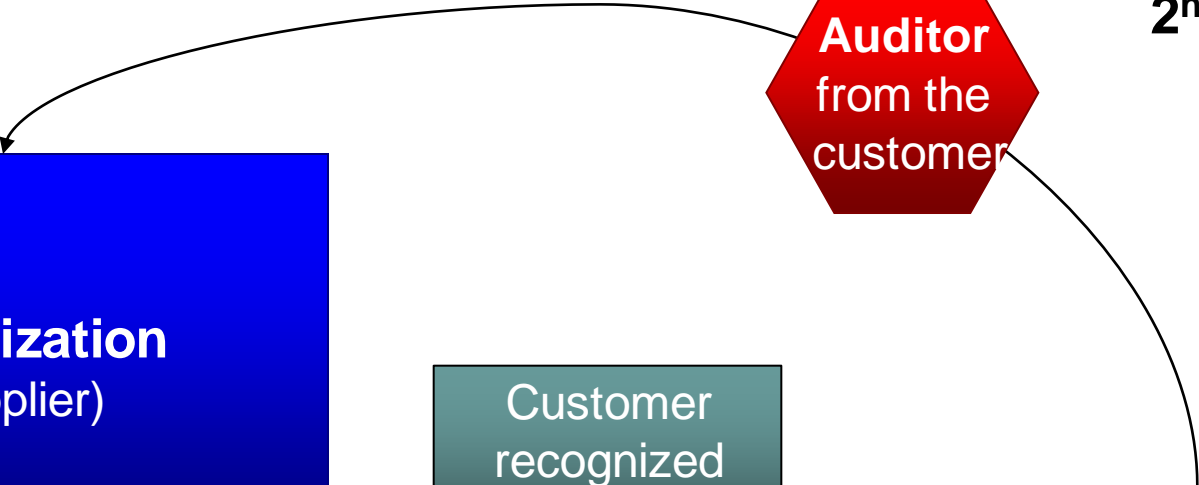 2n
Auditor
from the
customer
ization
plier)
Customer
recognized